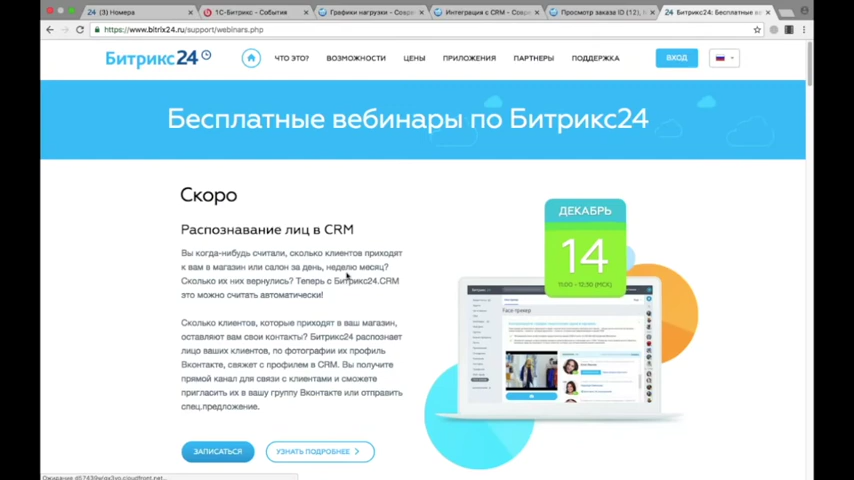 24 (3) Номера
1С-Битрикс - События
Графики нагрузки - Совре
Интеграция с CRM - Совре
Просмотр заказа ID (12),
Битрикс24: Бесплатные ве
https://www.bitrix24.ru/support/webinars.php
Битрикс24
ЧТО ЭТО?
ВОЗМОЖНОСТИ
ЦЕНЫ
ПРИЛОЖЕНИЯ
ПАРТНЕРЫ
ПОДДЕРЖКА
ВХОД
Бесплатные вебинары по Битрикс24
Скоро
Распознавание лиц в CRM
Вы когда-нибудь считали, сколько клиентов приходят
к вам в магазин или салон за день, неделю месяц?
Сколько их них вернулись? Теперь с Битрикс24.CRM
это можно считать автоматически!
Сколько клиентов, которые приходят в ваш магазин,
оставляют вам свои контакты? Битрикс24 распознает
лицо ваших клиентов, по фотографии их профиль
Вконтакте, свяжет с профилем в CRM. Вы получите
прямой канал для связи с клиентами и сможете
пригласить их в вашу группу Вконтакте или отправить
спец.предложение.
ЗАПИСАТЬСЯ
УЗНАТЬ ПОДРОБНЕЕ
ДЕКАБРЬ
14
11:00 - 12:30 (МСК)
Face трекер